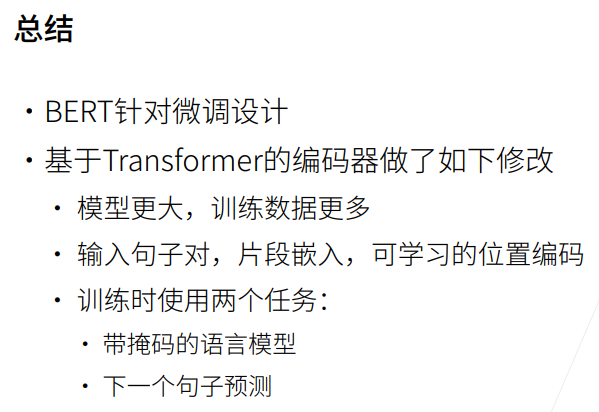 总结
• BERT针对微调设计
• 基于Transformer的编码器做了如下修改
• 模型更大，训练数据更多
• 输入句子对，片段嵌入，可学习的位置编码
• 训练时使用两个任务：
• 带掩码的语言模型
• 下一个句子预测